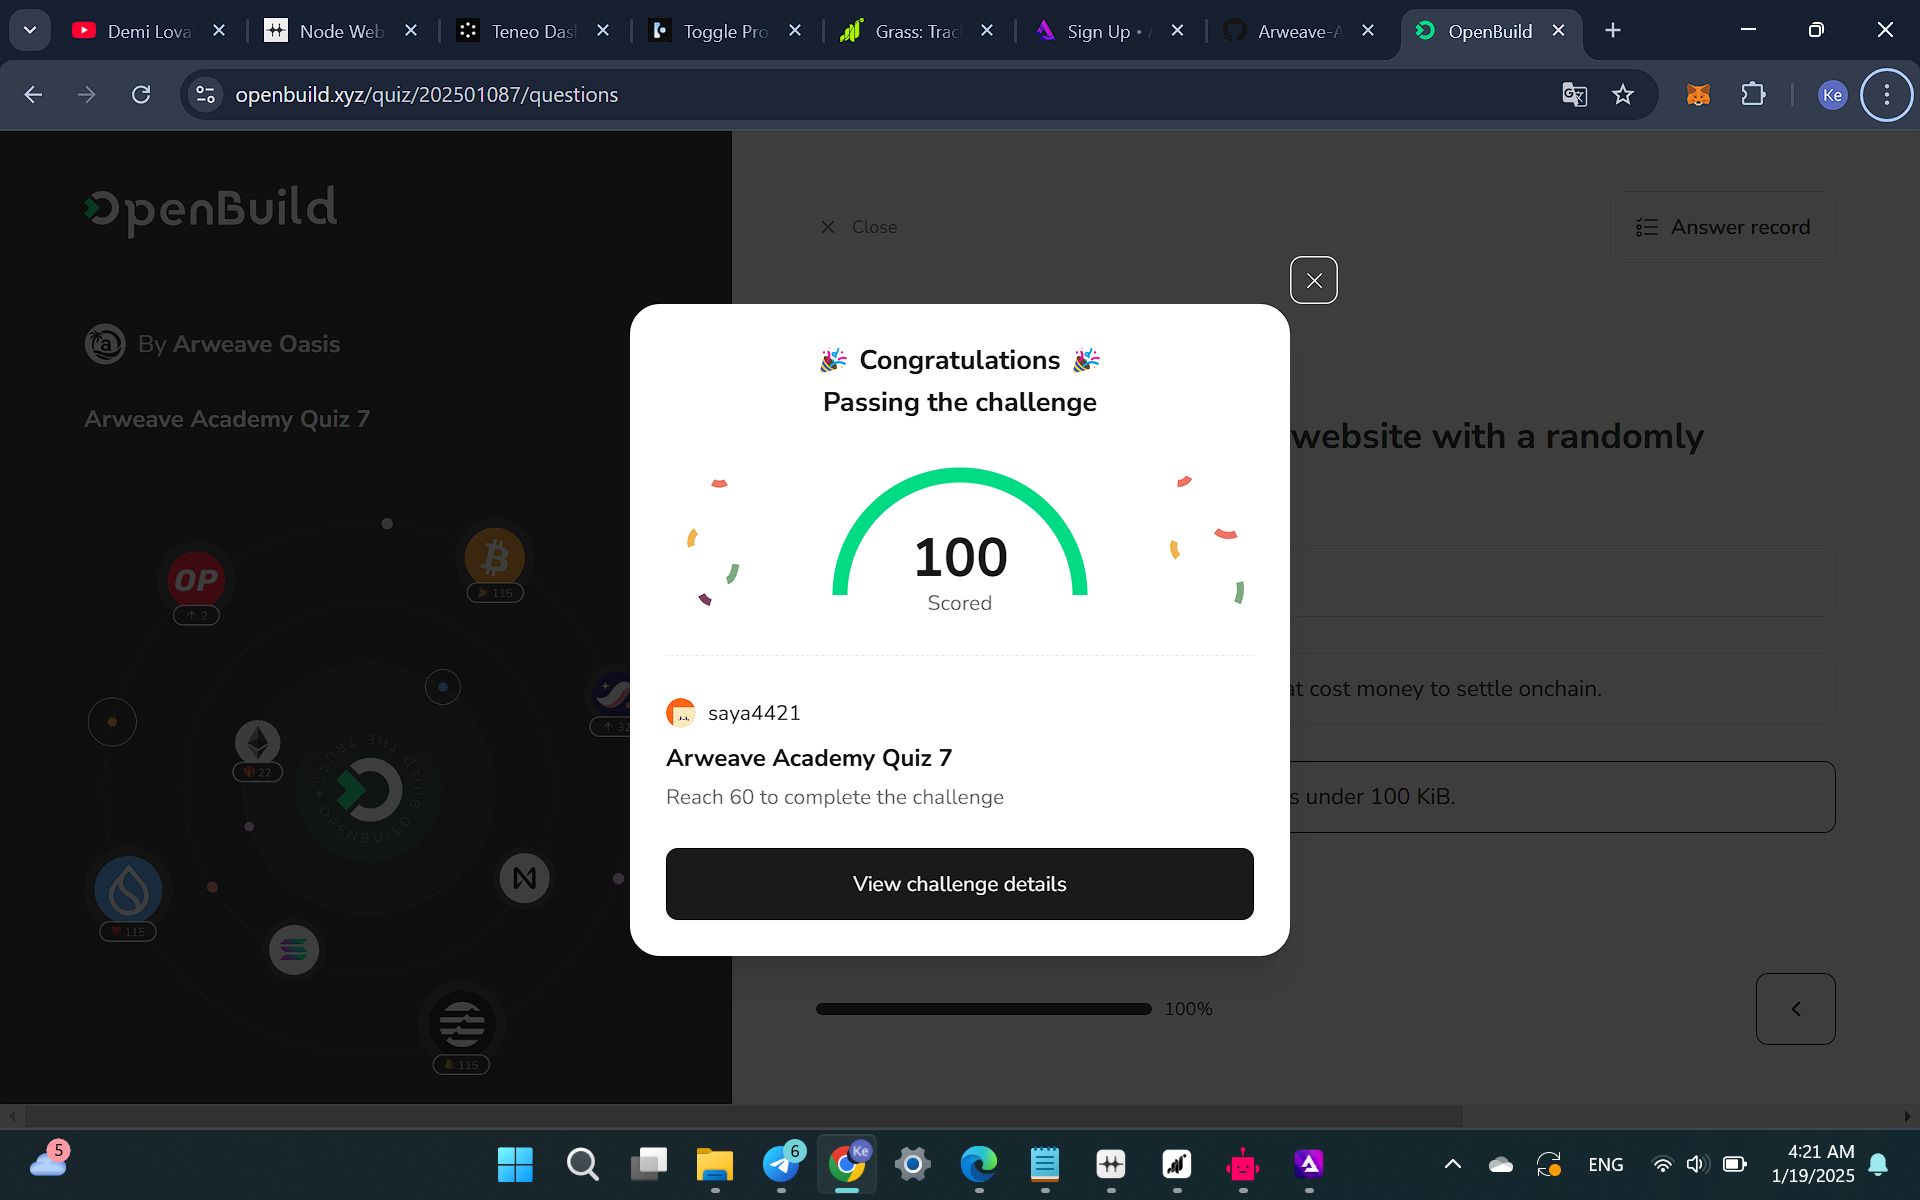 Demi Lova
Node Web
Teneo Das
Toggle Pro
Grass: Trac
Sign Up •
Arweave-A
OpenBuild
openbuild.xyz/quiz/202501087/questions
Ke
OpenBuild
By Arweave Oasis
Arweave Academy Quiz 7
OP
2
115
22
32
115
115
OPENBUILD THE TRUST
Close
Answer record
website with a randomly
at cost money to settle onchain.
s under 100 KiB.
100%
🎉 Congratulations 🎉
Passing the challenge
100
Scored
saya4421
Arweave Academy Quiz 7
Reach 60 to complete the challenge
View challenge details
5
6
Ke
ENG
4:21 AM
1/19/2025